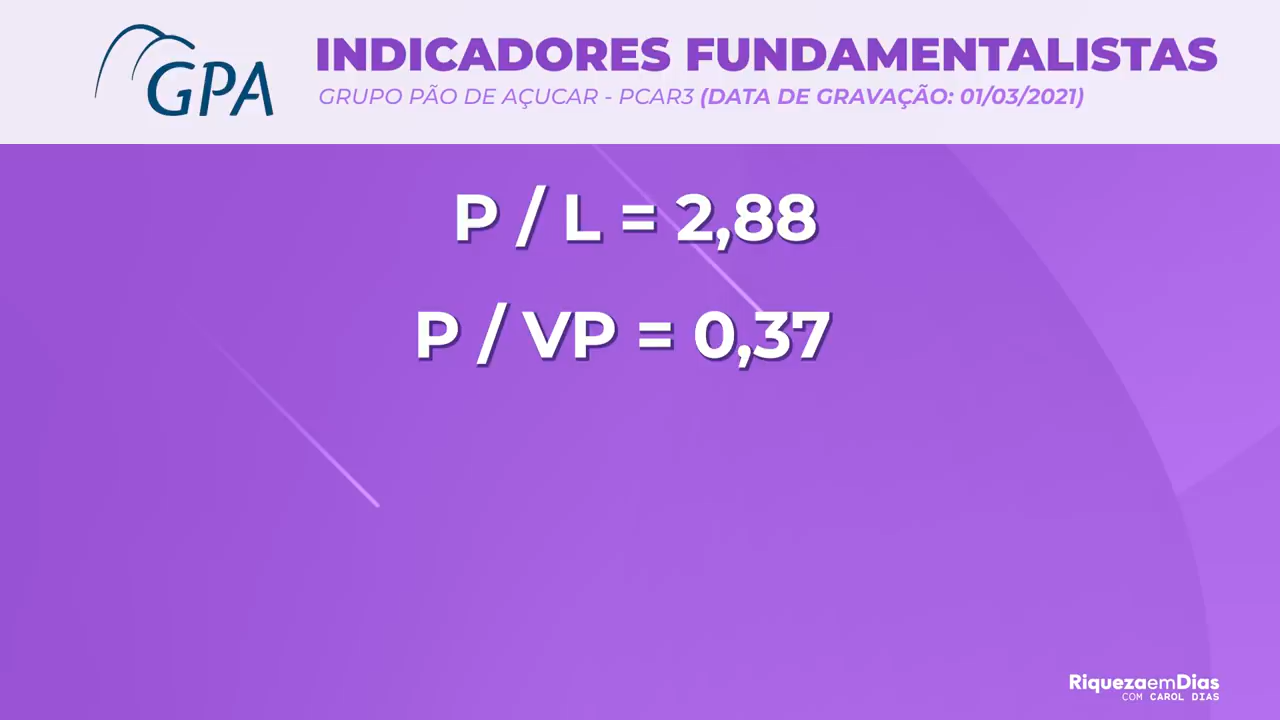 GPA
INDICADORES FUNDAMENTALISTAS
GRUPO PÃO DE AÇUCAR - PCAR3 (DATA DE GRAVAÇÃO: 01/03/2021)
P / L = 2,88
P / VP = 0,37
RiquezaemDias
COM CAROL DIAS